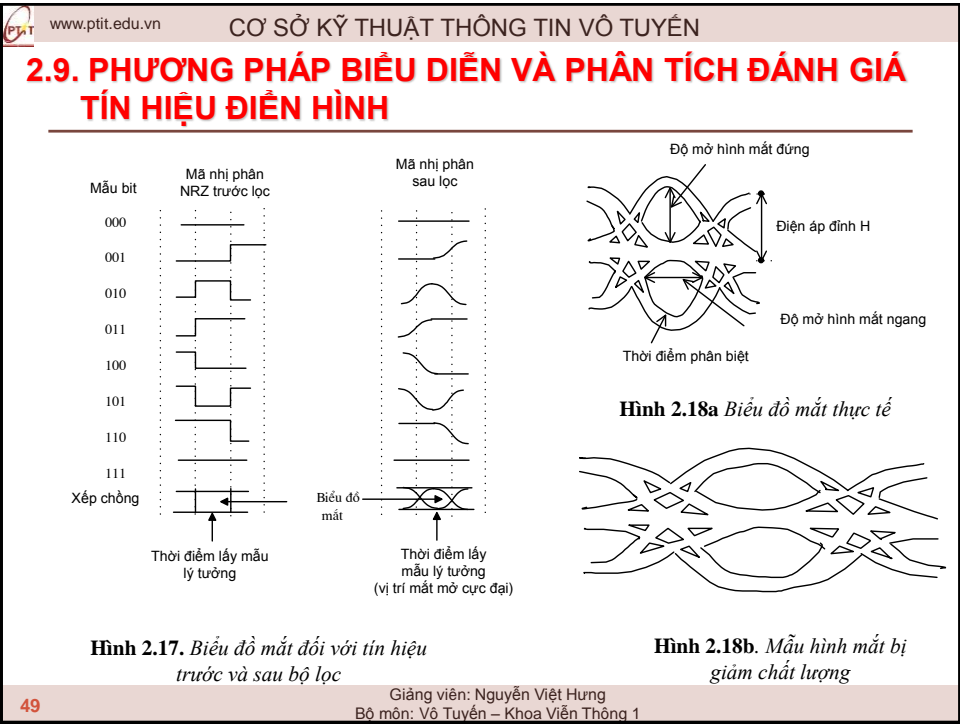 PTIT
www.ptit.edu.vn
CƠ SỞ KỸ THUẬT THÔNG TIN VÔ TUYẾN
2.9. PHƯƠNG PHÁP BIỂU DIỄN VÀ PHÂN TÍCH ĐÁNH GIÁ
TÍN HIỆU ĐIỂN HÌNH
Mẫu bit
Mã nhị phân
NRZ trước lọc
Mã nhị phân
sau lọc
000
001
010
011
100
101
110
111
Xếp chồng
Biểu đồ
mắt
Thời điểm lấy mẫu
lý tưởng
Thời điểm lấy
mẫu lý tưởng
(vị trí mắt mở cực đại)
Hình 2.17. Biểu đồ mắt đối với tín hiệu
trước và sau bộ lọc
Độ mở hình mắt đứng
Điện áp đỉnh H
Độ mở hình mắt ngang
Thời điểm phân biệt
Hình 2.18a Biểu đồ mắt thực tế
Hình 2.18b. Mẫu hình mắt bị
giảm chất lượng
49
Giảng viên: Nguyễn Việt Hưng
Bộ môn: Vô Tuyến – Khoa Viễn Thông 1